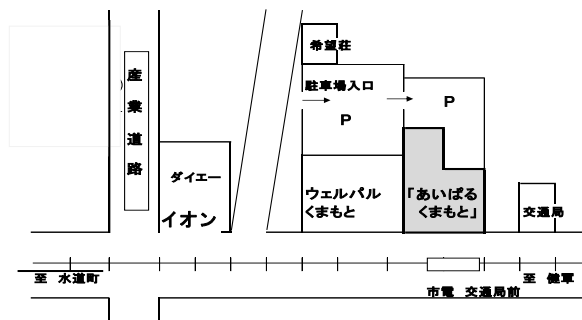 希望荘
産業道路
駐車場入口
P
P
ダイエー
イオン
ウェルパル
くまもと
「あいぱる
くまもと」
交通局
至 水道町
至 健軍
市電 交通局前